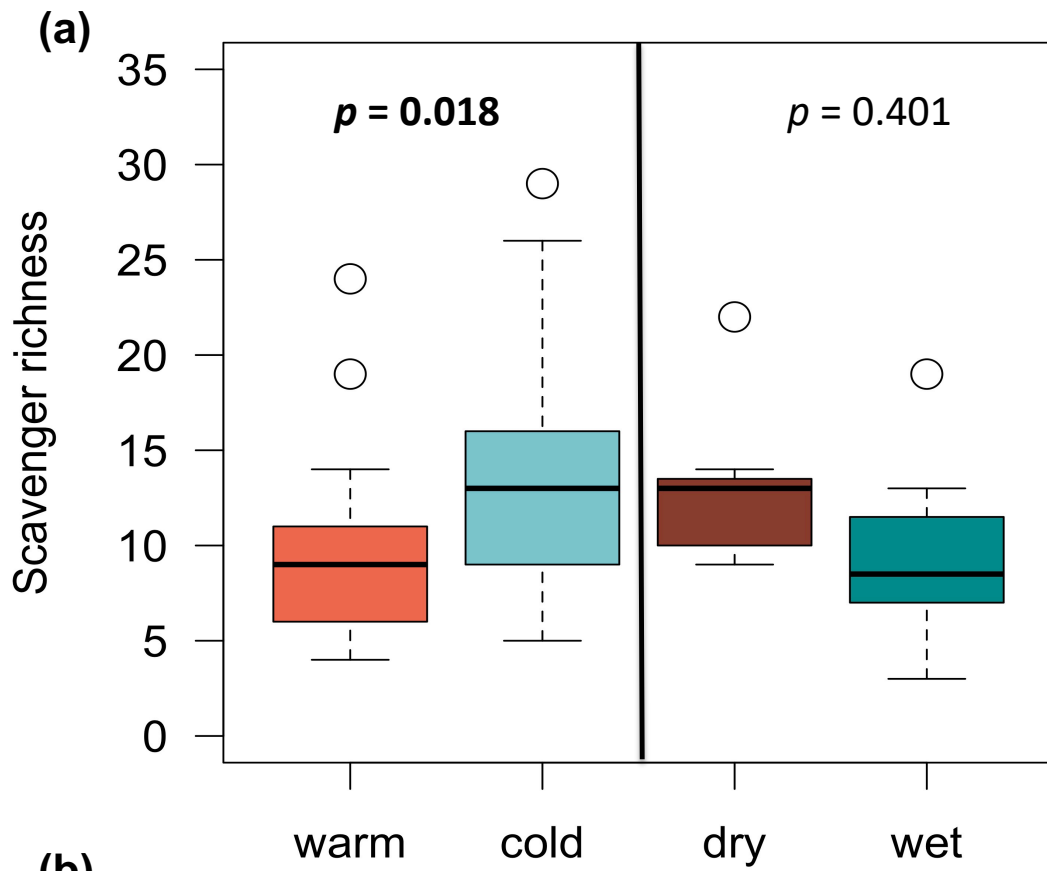 (a)
35
30
25
20
15
10
5
0
Scavenger richness
p = 0.018
p = 0.401
warm cold dry wet
(b)